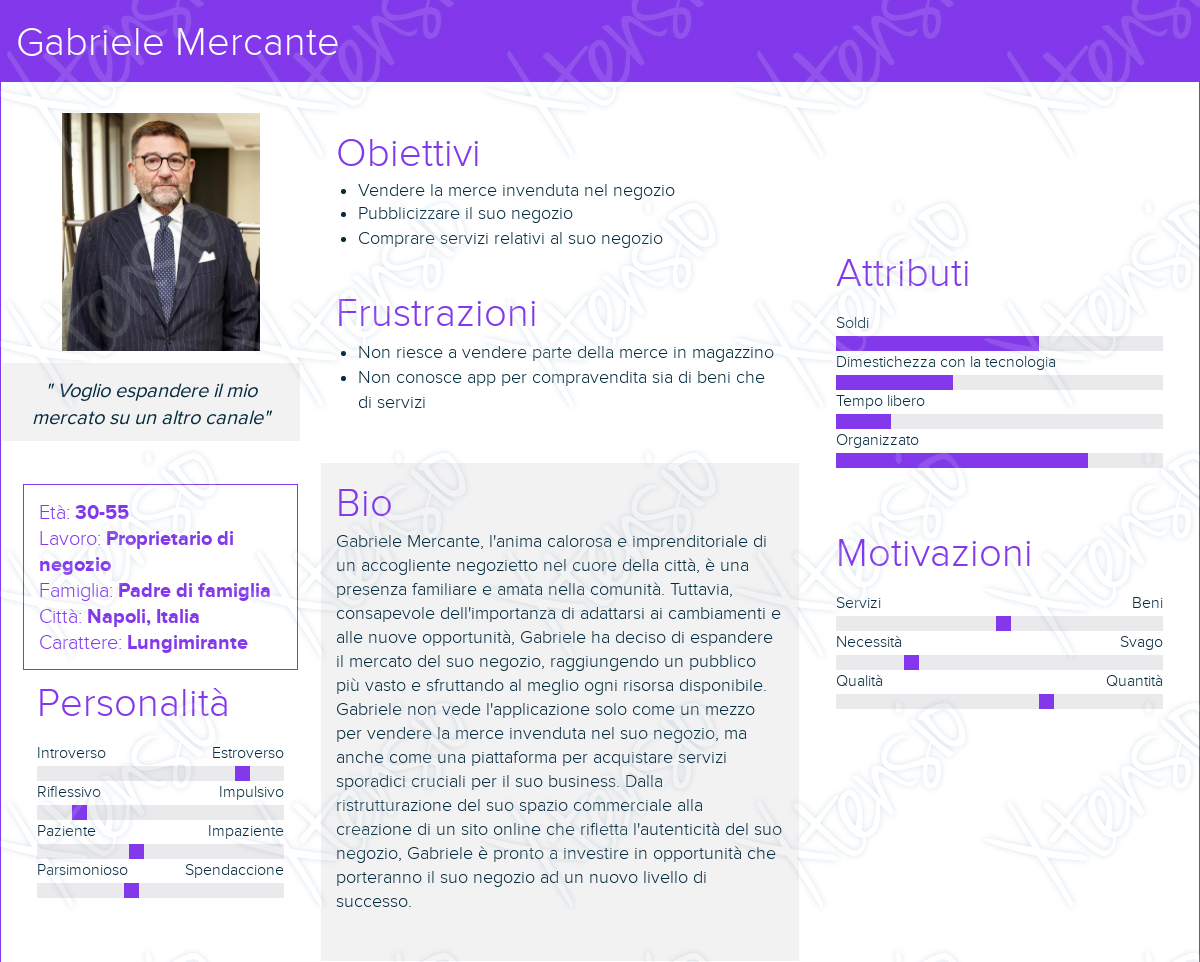 Gabriele Mercante
" Voglio espandere il mio
mercato su un altro canale"
Età: 30-55
Lavoro: Proprietario di
negozio
Famiglia: Padre di famiglia
Città: Napoli, Italia
Carattere: Lungimirante
Personalità
Introverso Estroverso
Riflessivo Impulsivo
Paziente Impaziente
Parsimonioso Spendaccione
Obiettivi
• Vendere la merce invenduta nel negozio
• Pubblicizzare il suo negozio
• Comprare servizi relativi al suo negozio
Frustrazioni
• Non riesce a vendere parte della merce in magazzino
• Non conosce app per compravendita sia di beni che
di servizi
Bio
Gabriele Mercante, l'anima calorosa e imprenditoriale di
un accogliente negozietto nel cuore della città, è una
presenza familiare e amata nella comunità. Tuttavia,
consapevole dell'importanza di adattarsi ai cambiamenti e
alle nuove opportunità, Gabriele ha deciso di espandere
il mercato del suo negozio, raggiungendo un pubblico
più vasto e sfruttando al meglio ogni risorsa disponibile.
Gabriele non vede l'applicazione solo come un mezzo
per vendere la merce invenduta nel suo negozio, ma
anche come una piattaforma per acquistare servizi
sporadici cruciali per il suo business. Dalla
ristrutturazione del suo spazio commerciale alla
creazione di un sito online che rifletta l'autenticità del suo
negozio, Gabriele è pronto a investire in opportunità che
porteranno il suo negozio ad un nuovo livello di
successo.
Attributi
Soldi
Dimestichezza con la tecnologia
Tempo libero
Organizzato
Motivazioni
Servizi Beni
Necessità Svago
Qualità Quantità
xtensio